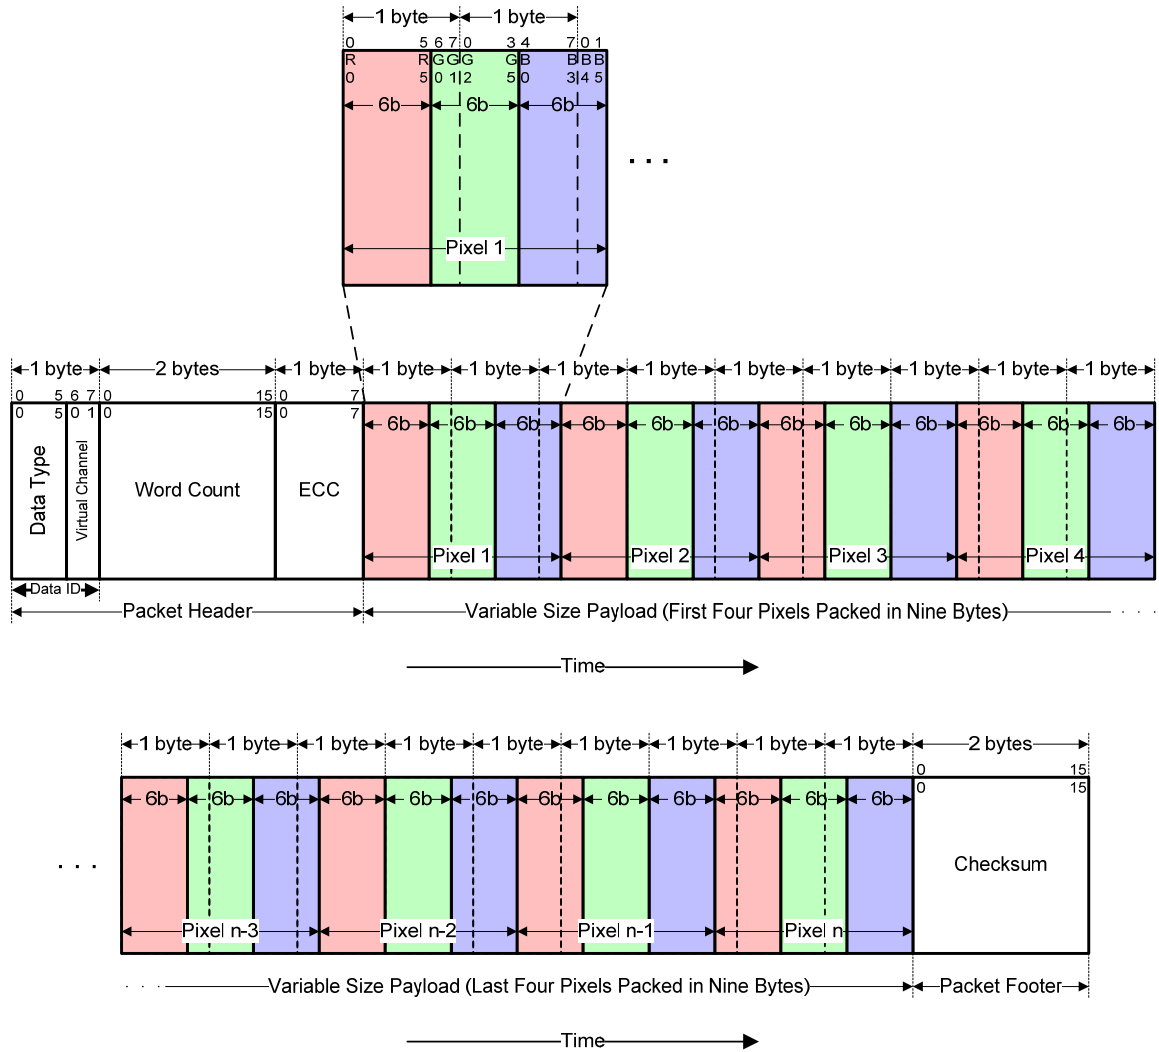 1 byte 1 byte
0 5 6 7 0 3 4 7 0 1
R R G G G G B B B B
0 5 0 1 2 5 0 3 4 5
6b 6b 6b
. . .
Pixel 1
1 byte 2 bytes 1 byte 1 byte 1 byte 1 byte 1 byte 1 byte 1 byte 1 byte 1 byte 1 byte
0 5 6 7 0 15 0 7
0 5 0 1 0 15 0 7
6b 6b 6b 6b 6b 6b 6b 6b 6b 6b 6b 6b
Data Type
Virtual Channel
Word Count
ECC
Pixel 1 Pixel 2 Pixel 3 Pixel 4
Data ID
Packet Header Variable Size Payload (First Four Pixels Packed in Nine Bytes) . . .
Time
1 byte 1 byte 1 byte 1 byte 1 byte 1 byte 1 byte 1 byte 1 byte 2 bytes
0 15
0 15
6b 6b 6b 6b 6b 6b 6b 6b 6b 6b 6b 6b
. . .
Checksum
Pixel n-3 Pixel n-2 Pixel n-1 Pixel n
. . . Variable Size Payload (Last Four Pixels Packed in Nine Bytes) Packet Footer
Time